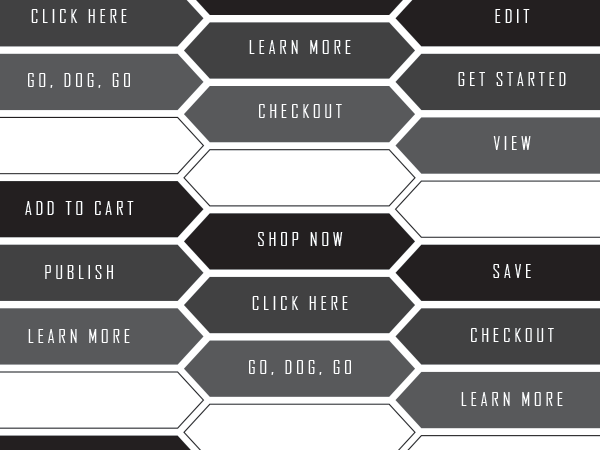 CLICK HERE
GO, DOG, GO
ADD TO CART
PUBLISH
LEARN MORE
LEARN MORE
CHECKOUT
SHOP NOW
CLICK HERE
GO, DOG, GO
EDIT
GET STARTED
VIEW
SAVE
CHECKOUT
LEARN MORE